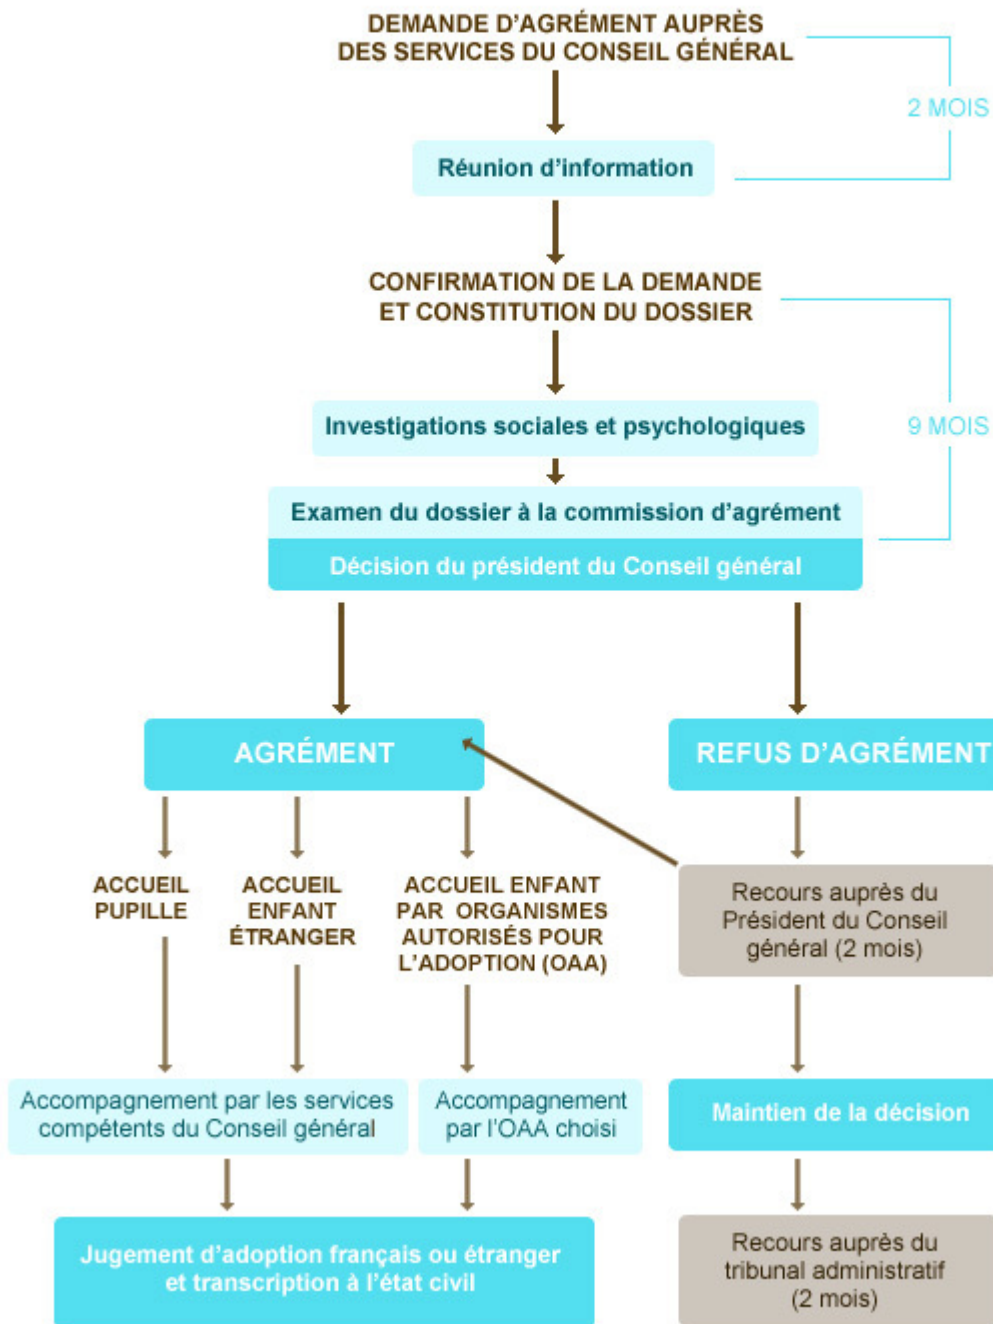 DEMANDE D'AGRÉMENT AUPRÈS
DES SERVICES DU CONSEIL GÉNÉRAL
2 MOIS
Réunion d'information
CONFIRMATION DE LA DEMANDE
ET CONSTITUTION DU DOSSIER
Investigations sociales et psychologiques
9 MOIS
Examen du dossier à la commission d'agrément
Décision du président du Conseil général
AGRÉMENT
REFUS D'AGRÉMENT
ACCUEIL
PUPILLE
ACCUEIL
ENFANT
ÉTRANGER
ACCUEIL ENFANT
PAR ORGANISMES
AUTORISÉS POUR
L'ADOPTION (OAA)
Recours auprès du
Président du Conseil
général (2 mois)
Accompagnement par les services
compétents du Conseil général
Accompagnement
par l'OAA choisi
Maintien de la décision
Jugement d'adoption français ou étranger
et transcription à l'état civil
Recours auprès du
tribunal administratif
(2 mois)